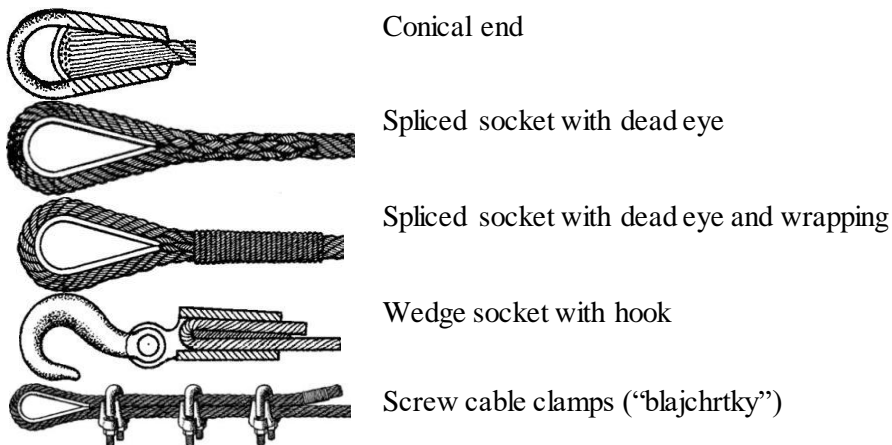 Conical end
Spliced socket with dead eye
Spliced socket with dead eye and wrapping
Wedge socket with hook
Screw cable clamps (“blajchrtky”)